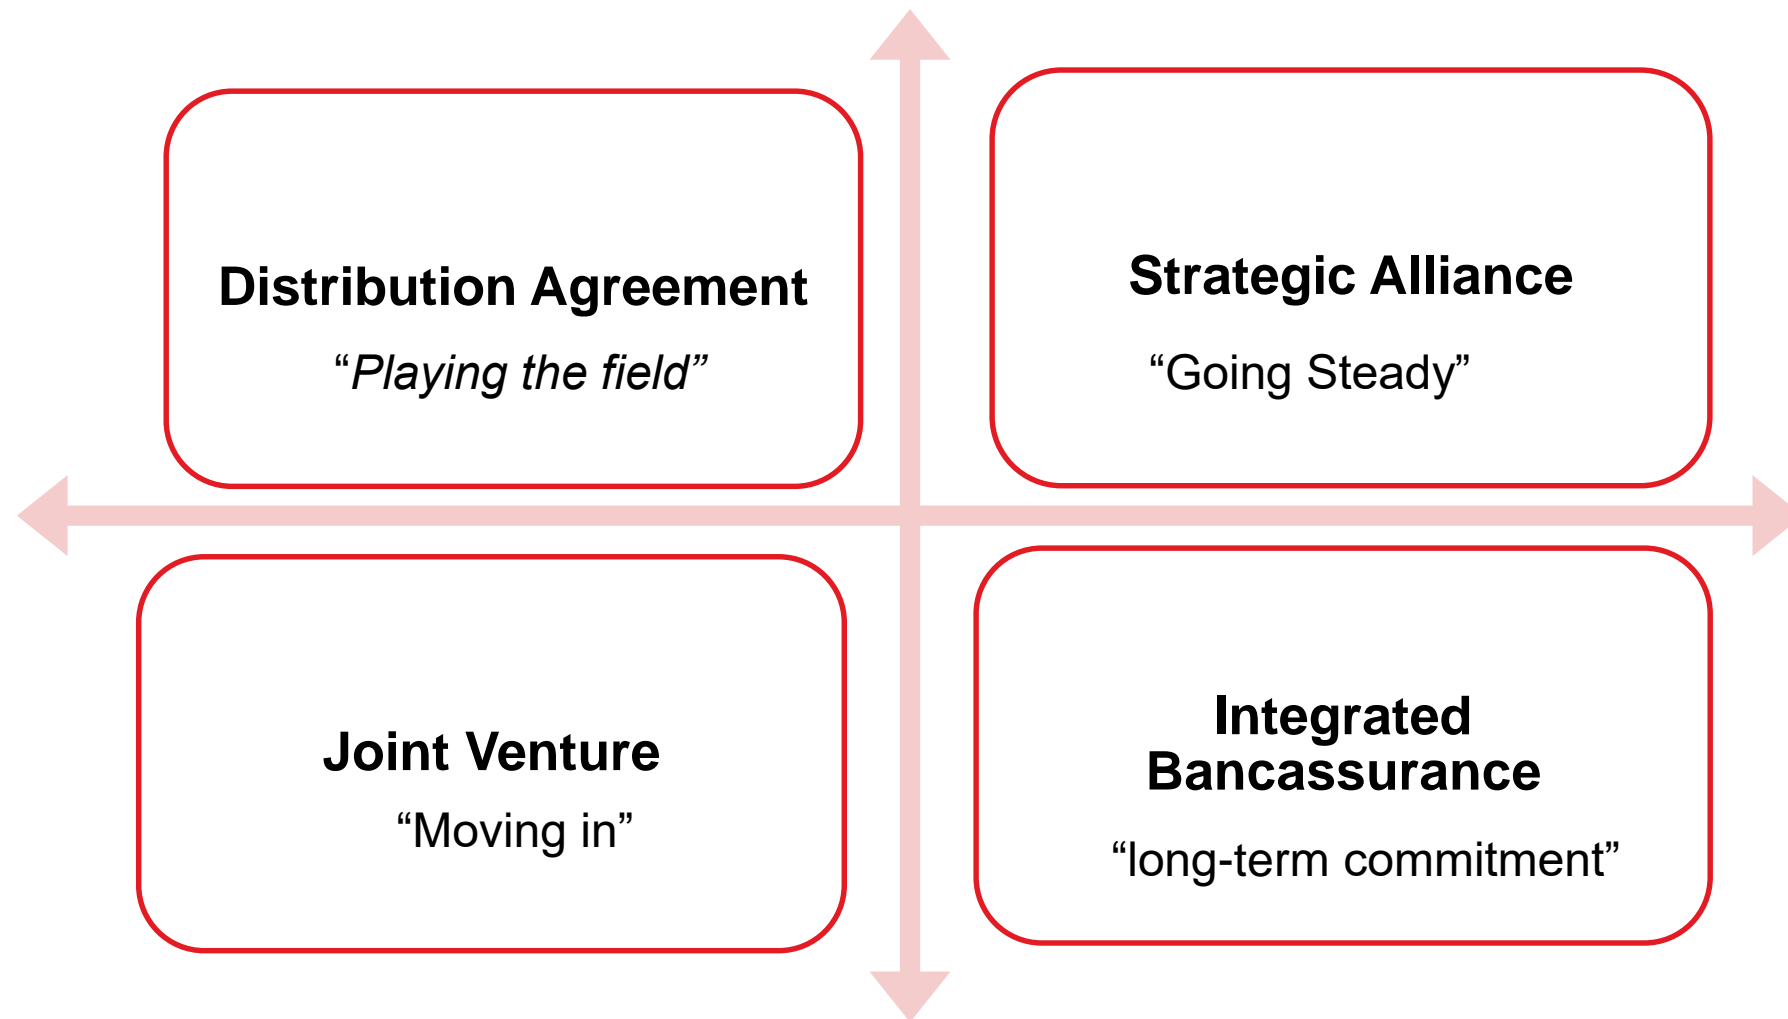 Distribution Agreement
“Playing the field”
Strategic Alliance
“Going Steady”
Joint Venture
“Moving in”
Integrated
Bancassurance
“long-term commitment”